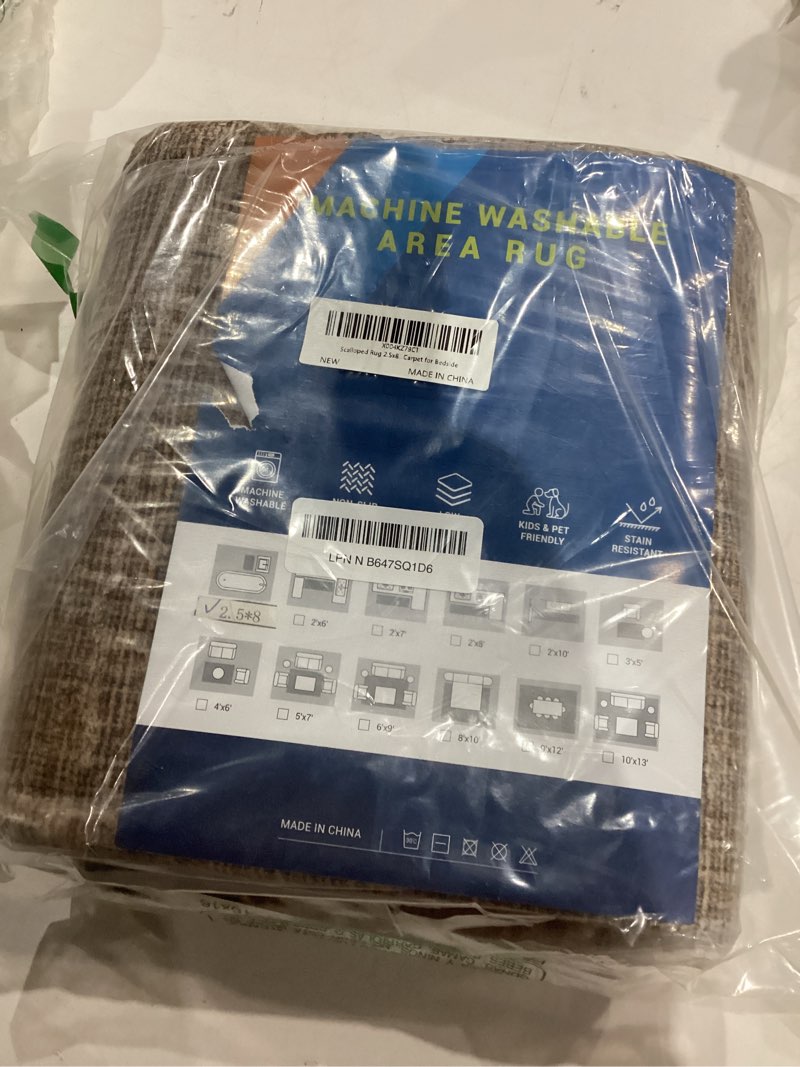 MACHINE WASHABLE
AREA RUG
Scalloped Rug 2.5x8...Carpet for Bedside
NEW
MADE IN CHINA
MACHINE
WASHABLE
KIDS & PET
FRIENDLY
STAIN
RESISTANT
LPN N B647SQ1D6
✓2.5*8
2'x6'
2'x7'
2'x8'
2'x10'
3'x5'
4'x6'
5'x7'
6'x9'
8'x10'
9'x12'
10'x13'
MADE IN CHINA